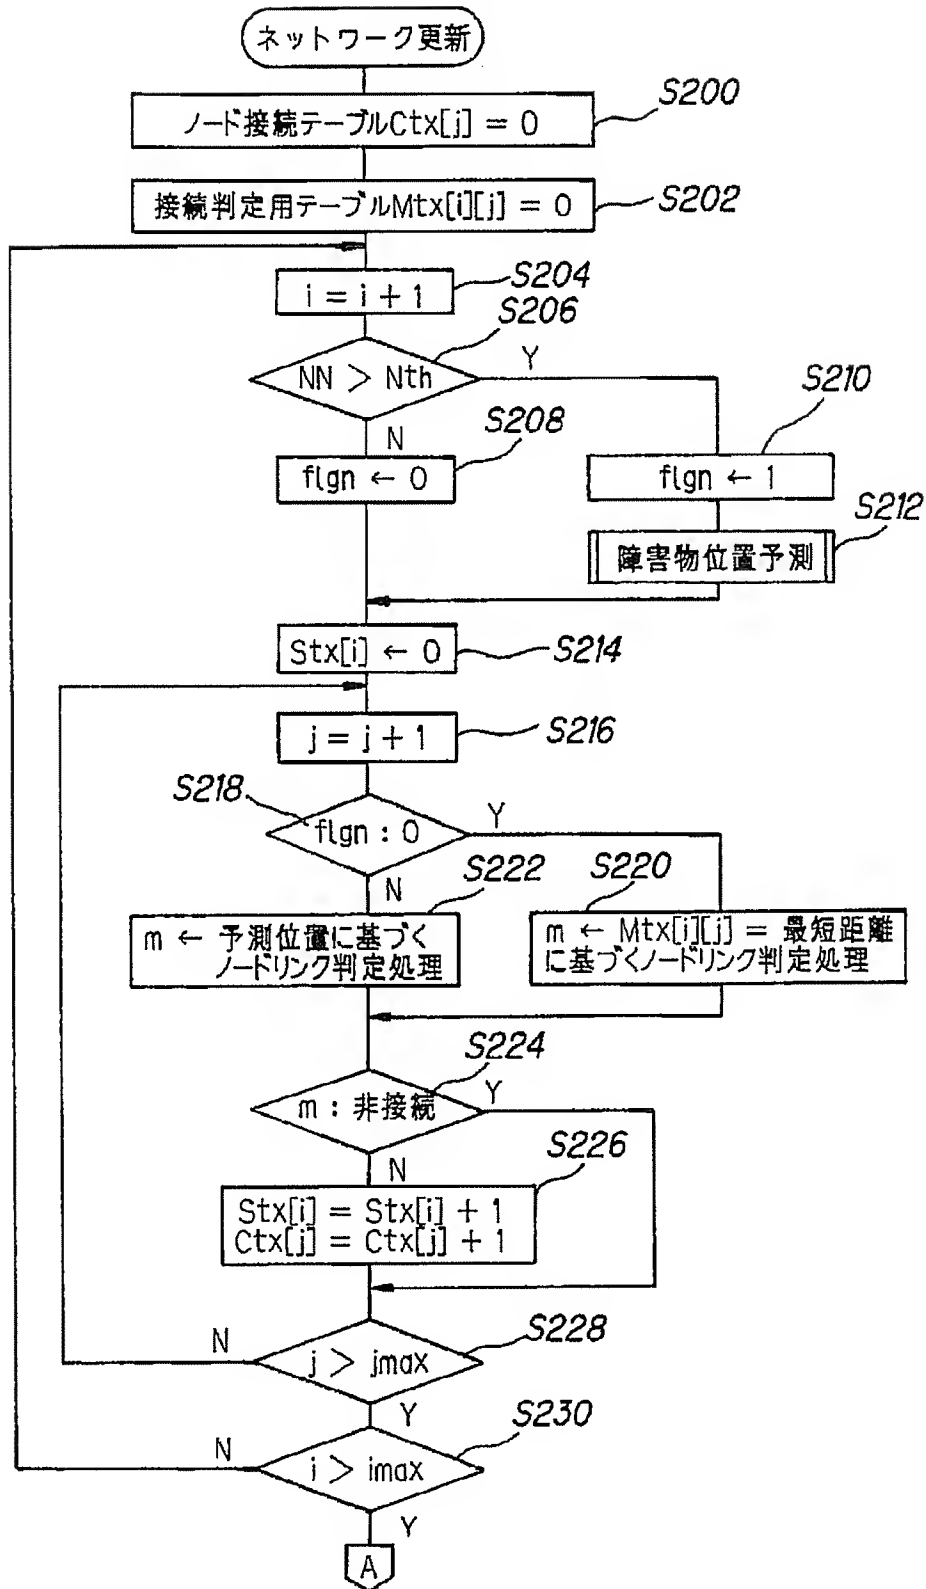 ネットワーク更新
S200
ノード接続テーブルCtx[j] = 0
S202
接続判定用テーブルMtx[i][j] = 0
S204
i = i + 1
S206
NN > Nth
Y
N
S208
flgn ← 0
S210
flgn ← 1
S212
障害物位置予測
Stx[i] ← 0
S214
j = j + 1
S216
S218
flgn : 0
Y
N
S222
m ← 予測位置に基づく
ノードリンク判定処理
S220
m ← Mtx[i][j] = 最短距離
に基づくノードリンク判定処理
S224
m : 非接続
Y
N
S226
Stx[i] = Stx[i] + 1
Ctx[j] = Ctx[j] + 1
S228
N
j > jmax
Y
S230
N
i > imax
Y
A